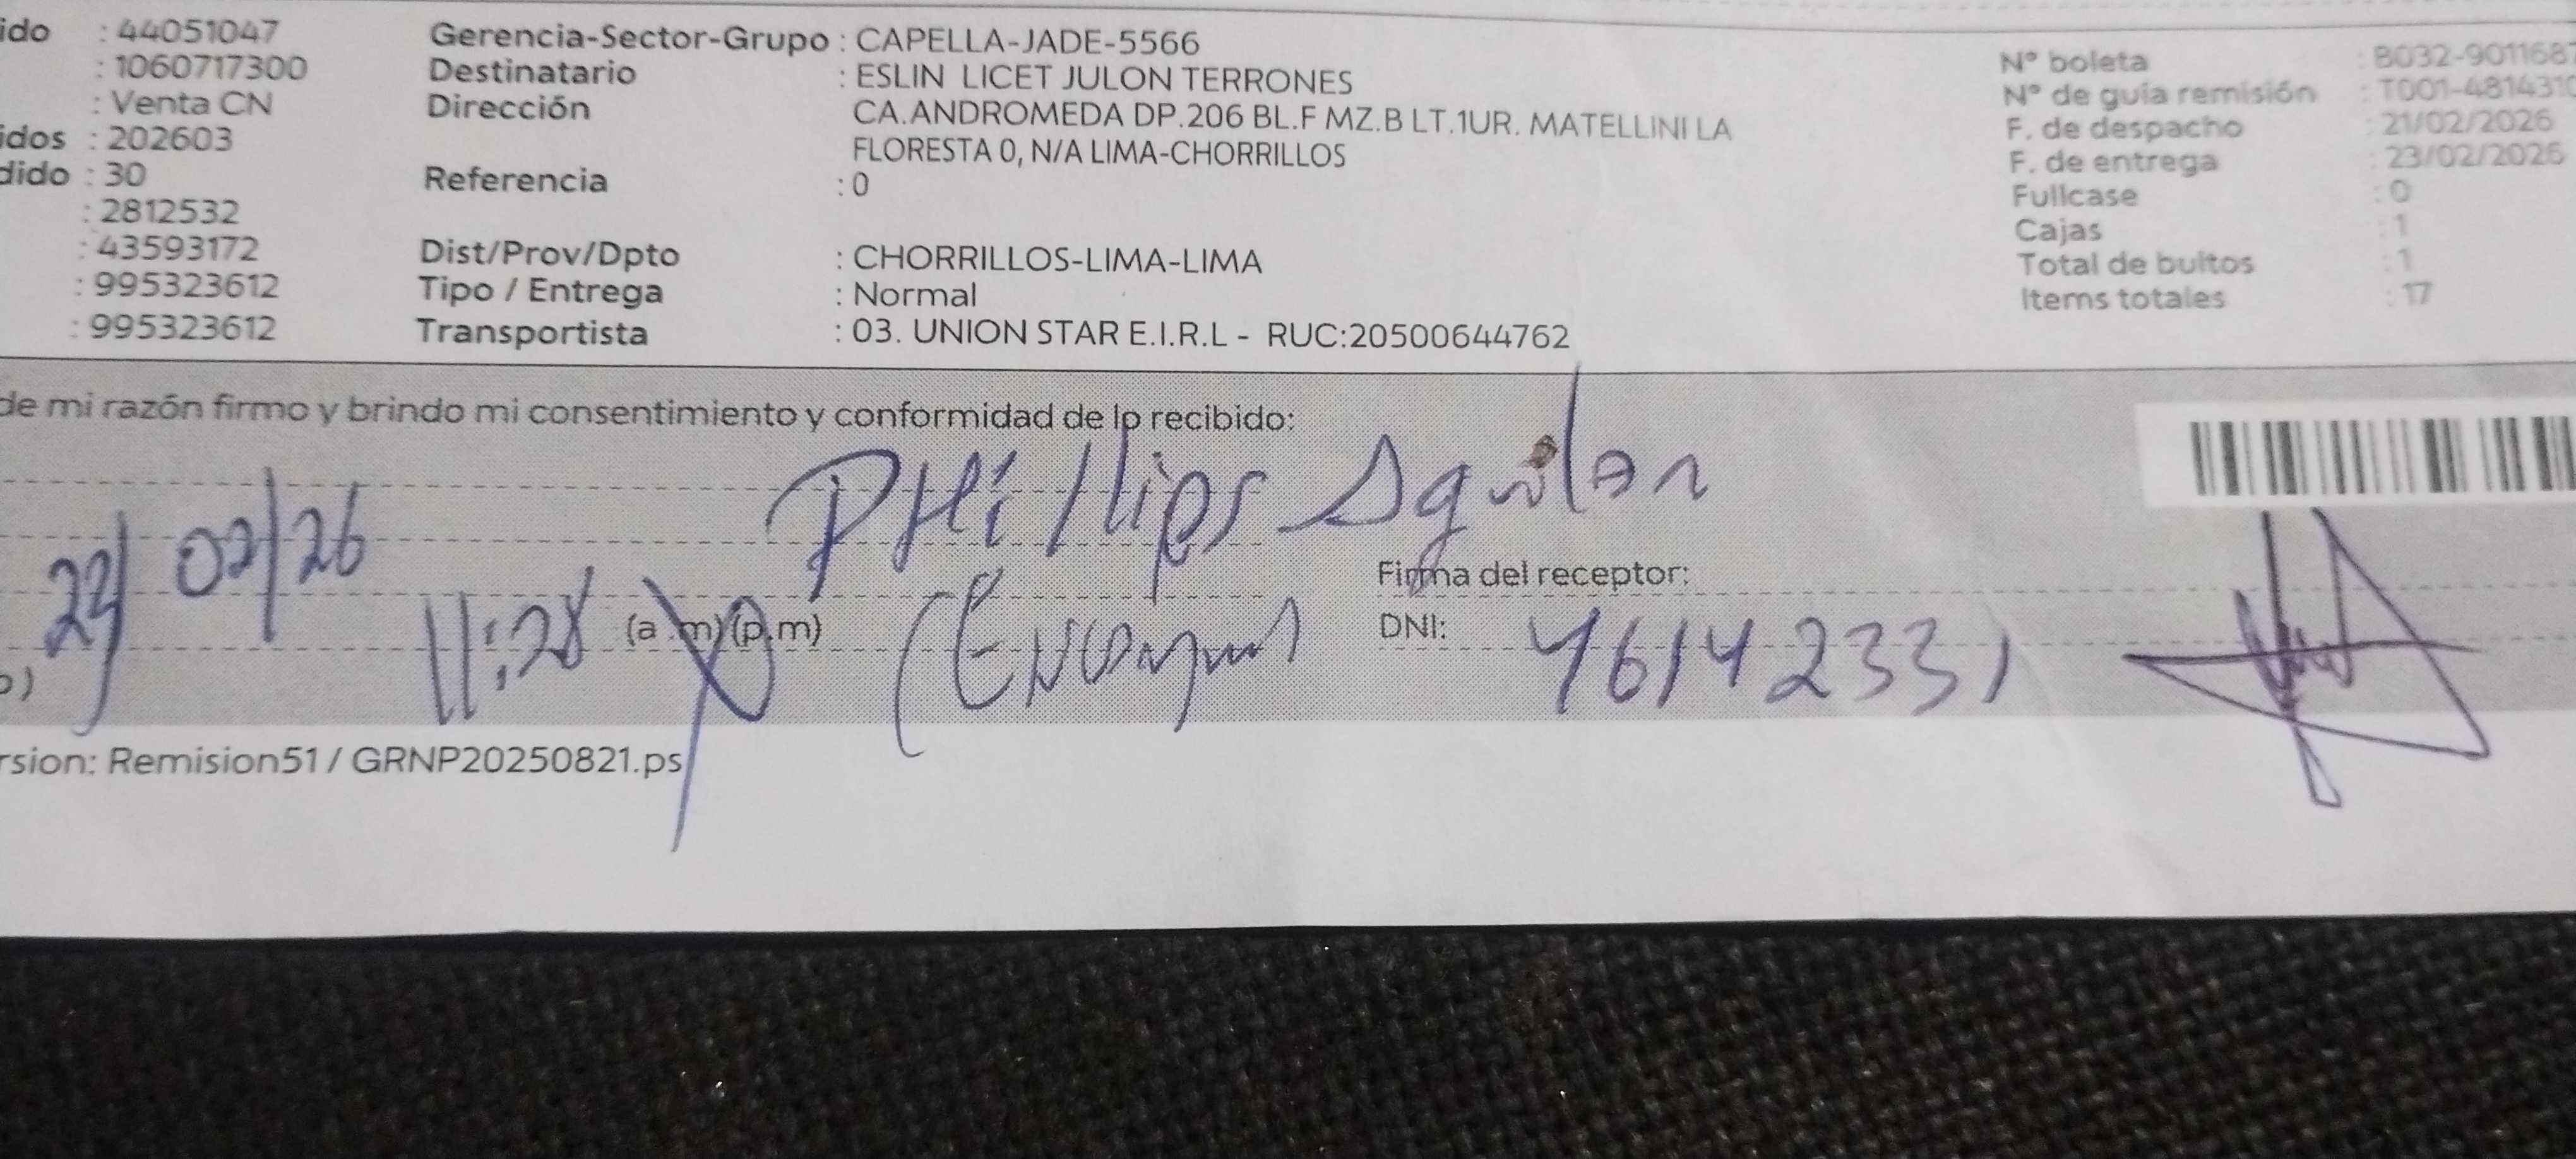 ido : 44051047 Gerencia-Sector-Grupo : CAPELLA-JADE-5566
: 1060717300 Destinatario : ESLIN LICET JULON TERRONES
: Venta CN Dirección CA.ANDROMEDA DP.206 BL.F MZ.B LT.1UR. MATELLINI LA
idos : 202603 FLORESTA 0, N/A LIMA-CHORRILLOS
dido : 30 Referencia : 0
: 2812532
: 43593172 Dist/Prov/Dpto : CHORRILLOS-LIMA-LIMA
: 995323612 Tipo / Entrega : Normal
: 995323612 Transportista : 03. UNION STAR E.I.R.L - RUC:20500644762
N° boleta : B032-9011687
N° de guía remisión : T001-4814310
F. de despacho : 21/02/2026
F. de entrega : 23/02/2026
Fullcase : 0
Cajas : 1
Total de bultos : 1
Items totales : 17
de mi razón firmo y brindo mi consentimiento y conformidad de lo recibido:
PHillips Aguilar
02/26
Firma del receptor:
11:28 (a .m) (p.m)
DNI: 46142331
o)
rsion: Remision51 / GRNP20250821.ps